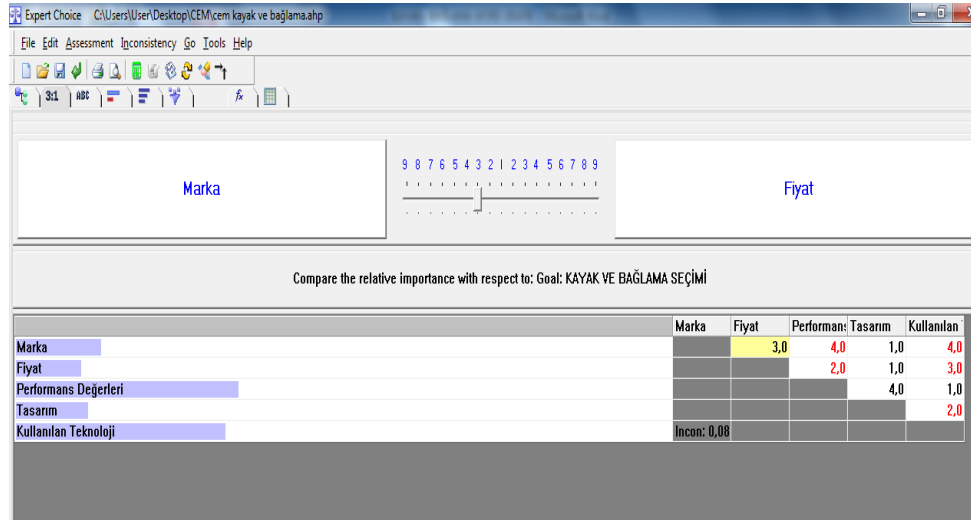 Expert Choice C:\Users\User\Desktop\CEM\cem kayak ve bağlama.ahp
File Edit Assessment Inconsistency Go Tools Help
3:1 ABC fx
9 8 7 6 5 4 3 2 1 2 3 4 5 6 7 8 9
Marka Fiyat
Compare the relative importance with respect to: Goal: KAYAK VE BAĞLAMA SEÇİMİ
Marka Fiyat Performans Tasarım Kullanılan
Marka 3,0 4,0 1,0 4,0
Fiyat 2,0 1,0 3,0
Performans Değerleri 4,0 1,0
Tasarım 2,0
Kullanılan Teknoloji Incon: 0,08